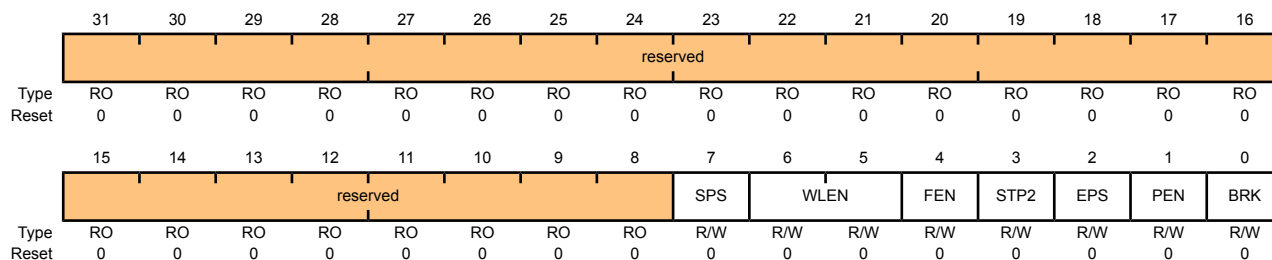 31 30 29 28 27 26 25 24 23 22 21 20 19 18 17 16
reserved
Type RO RO RO RO RO RO RO RO RO RO RO RO RO RO RO RO
Reset 0 0 0 0 0 0 0 0 0 0 0 0 0 0 0 0
15 14 13 12 11 10 9 8 7 6 5 4 3 2 1 0
reserved SPS WLEN FEN STP2 EPS PEN BRK
Type RO RO RO RO RO RO RO RO R/W R/W R/W R/W R/W R/W R/W R/W
Reset 0 0 0 0 0 0 0 0 0 0 0 0 0 0 0 0